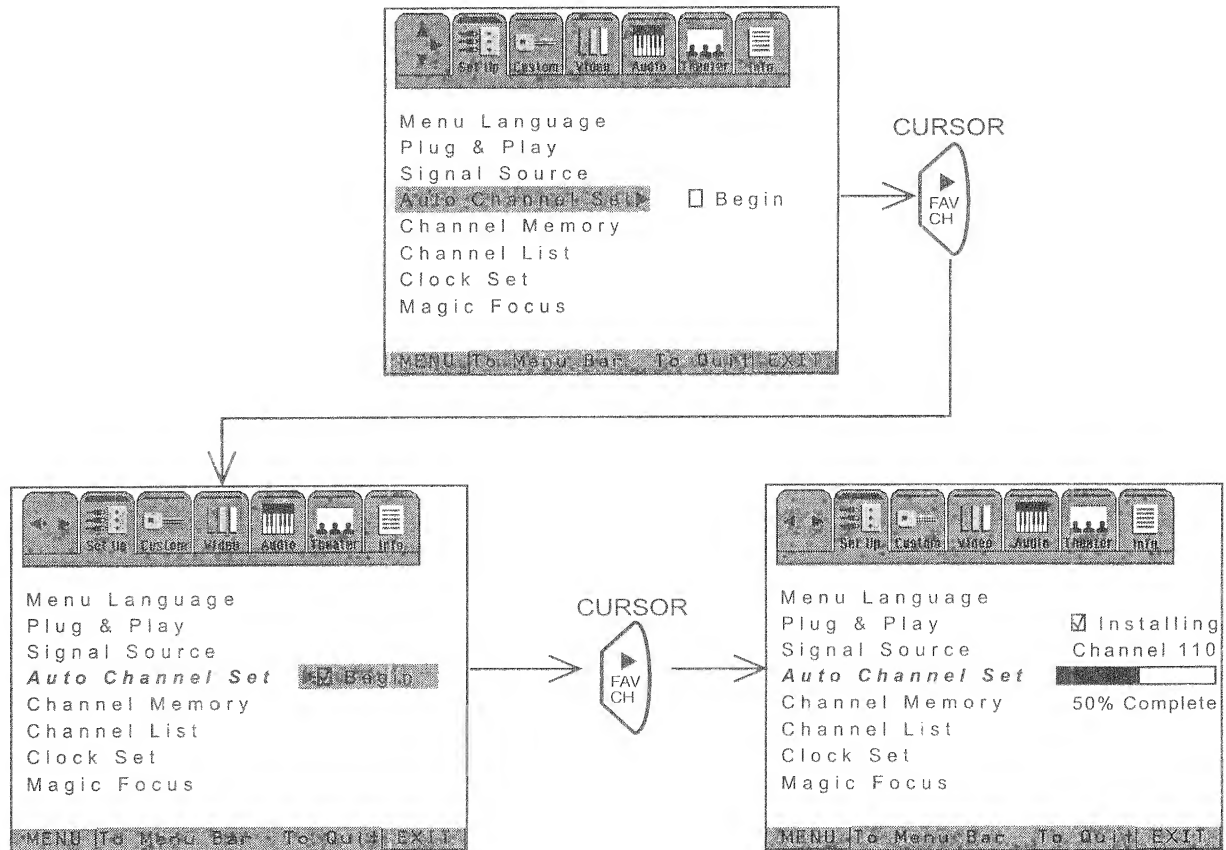 Set Up Custom Video Audio Theater Info
Menu Language
Plug & Play
Signal Source
Auto Channel Set
Begin
Channel Memory
Channel List
Clock Set
Magic Focus
MENU To Menu Bar To Quit EXIT
CURSOR
FAV
CH
Set Up Custom Video Audio Theater Info
Menu Language
Plug & Play
Signal Source
Auto Channel Set
Begin
Channel Memory
Channel List
Clock Set
Magic Focus
MENU To Menu Bar To Quit EXIT
CURSOR
FAV
CH
Set Up Custom Video Audio Theater Info
Menu Language
Plug & Play
Installing
Signal Source
Channel 110
Auto Channel Set
Channel Memory
50% Complete
Channel List
Clock Set
Magic Focus
MENU To Menu Bar To Quit EXIT